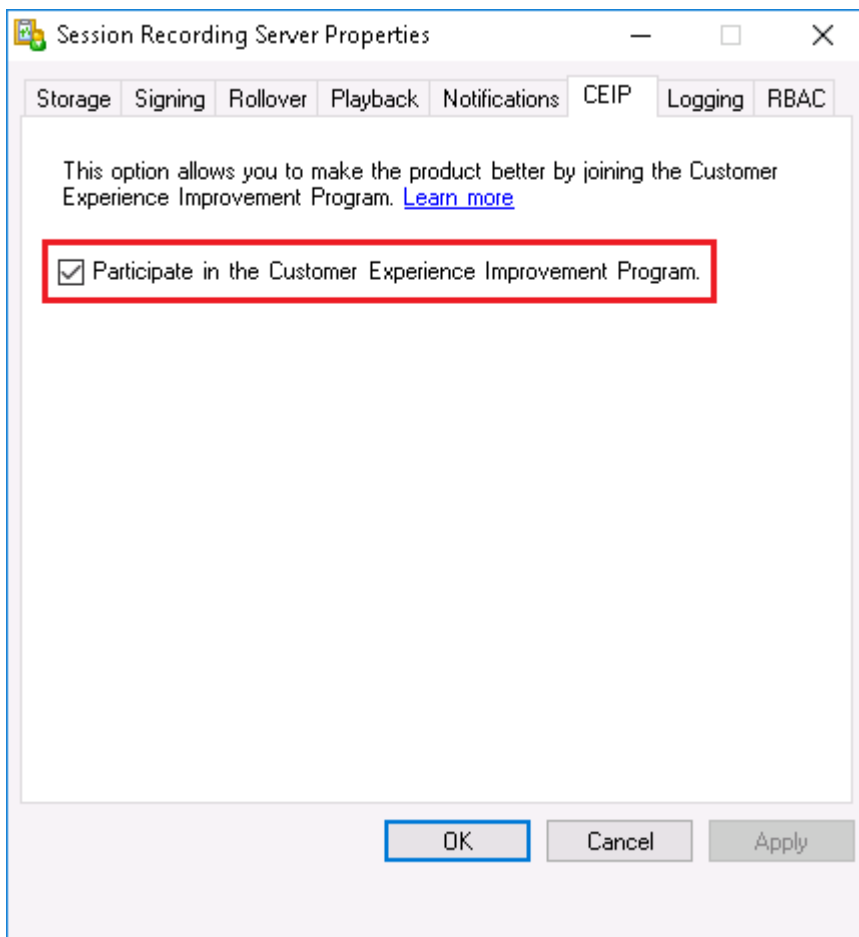 Session Recording Server Properties
Storage Signing Rollover Playback Notifications CEIP Logging RBAC
This option allows you to make the product better by joining the Customer
Experience Improvement Program. Learn more
Participate in the Customer Experience Improvement Program.
OK Cancel Apply